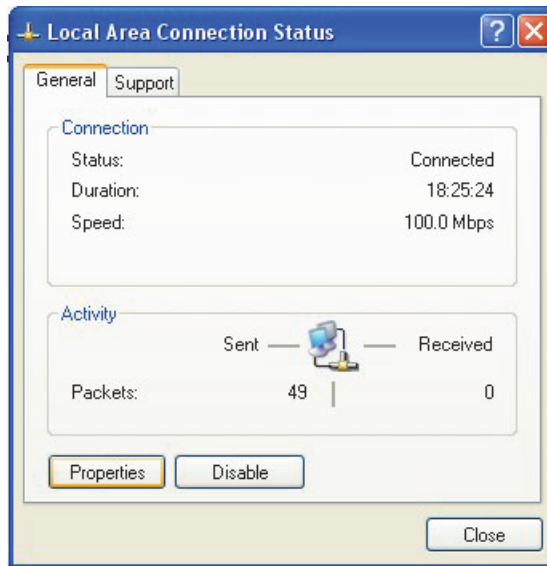 Local Area Connection Status
General Support
Connection
Status: Connected
Duration: 18:25:24
Speed: 100.0 Mbps
Activity
Sent Received
Packets: 49 0
Properties Disable
Close